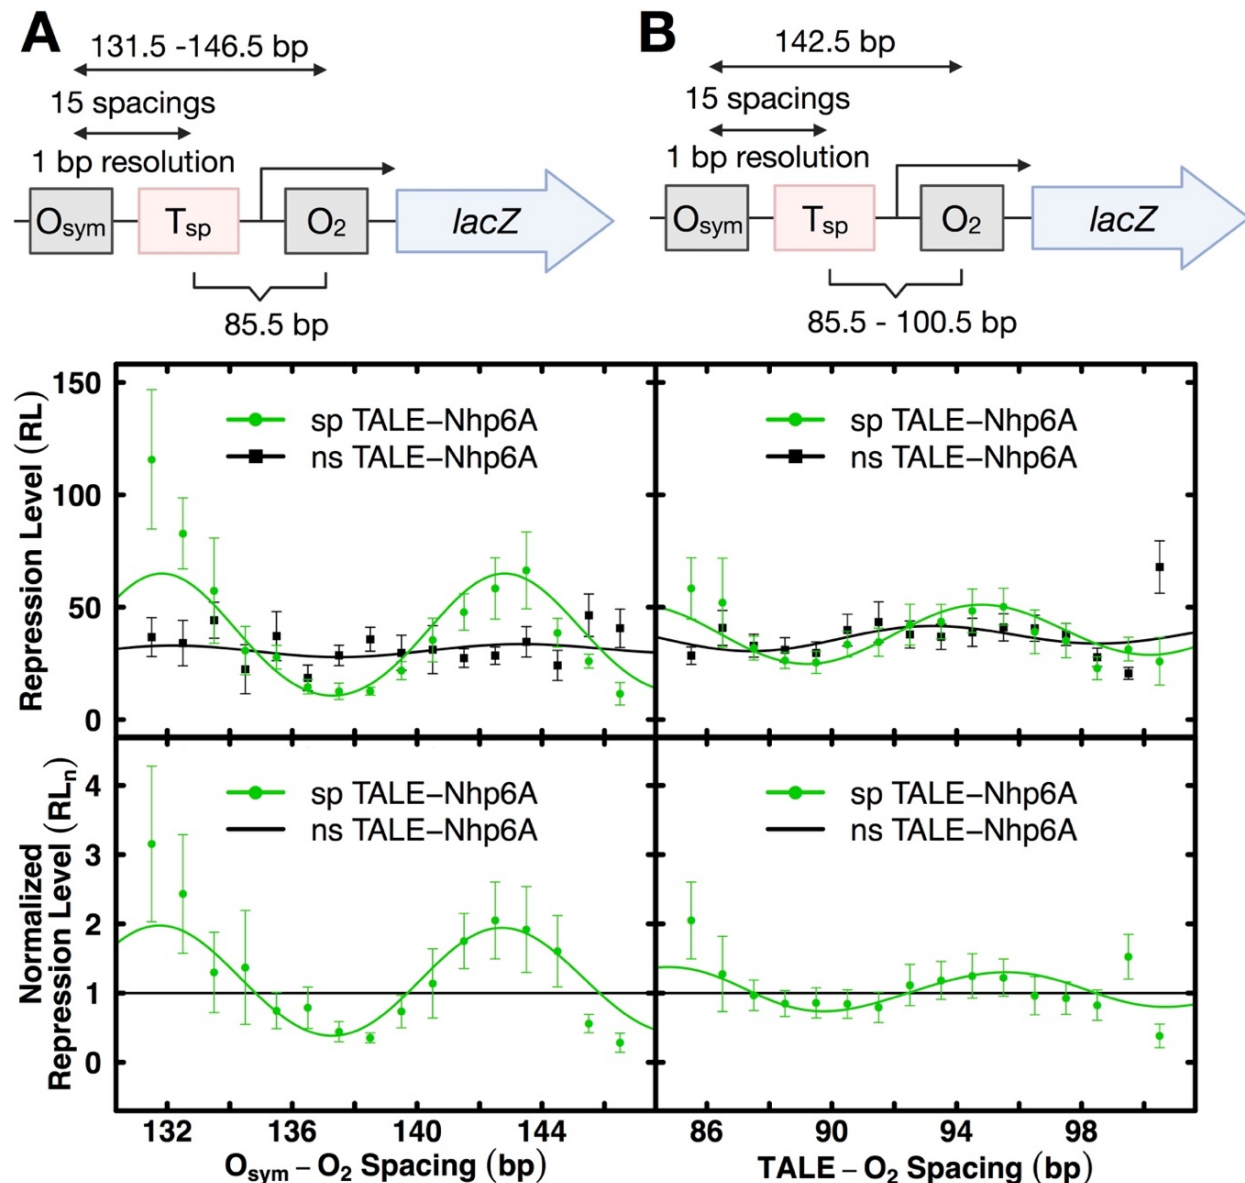 A
131.5 -146.5 bp
15 spacings
1 bp resolution
Osym
Tsp
O2
lacZ
85.5 bp
B
142.5 bp
15 spacings
1 bp resolution
Osym
Tsp
O2
lacZ
85.5 - 100.5 bp
Repression Level (RL)
150
100
50
0
sp TALE–Nhp6A
ns TALE–Nhp6A
sp TALE–Nhp6A
ns TALE–Nhp6A
Normalized
Repression Level (RLn)
4
3
2
1
0
sp TALE–Nhp6A
ns TALE–Nhp6A
sp TALE–Nhp6A
ns TALE–Nhp6A
132 136 140 144
Osym – O2 Spacing (bp)
86 90 94 98
TALE – O2 Spacing (bp)